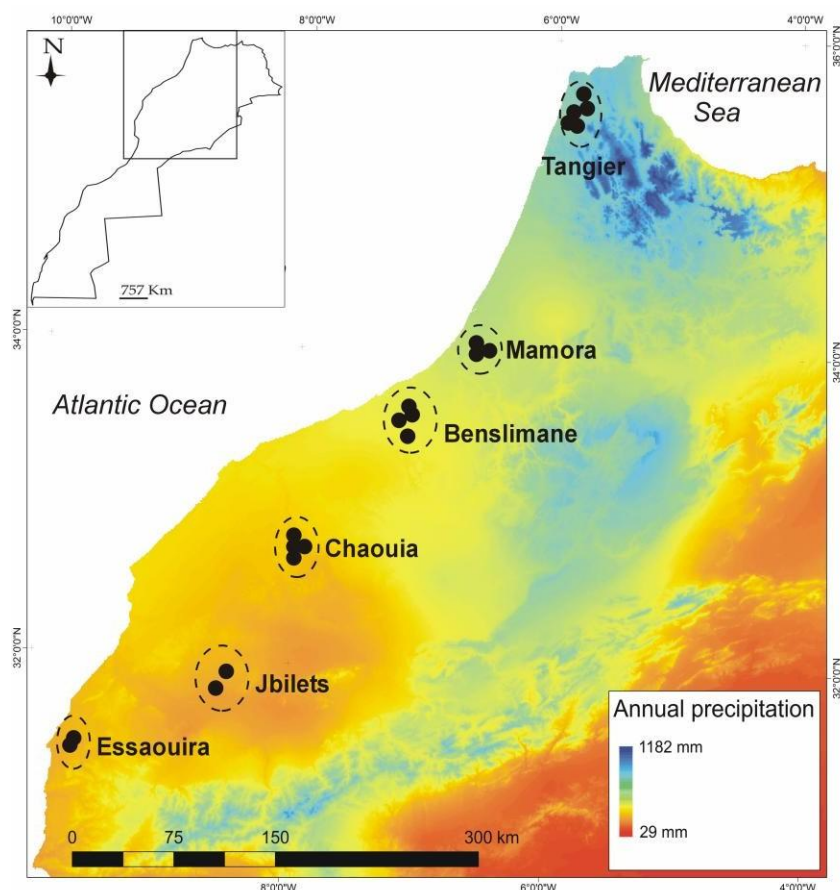 10°0'0"W
8°0'0"W
6°0'0"W
4°0'0"W
N
757 Km
36°0'0"N
Mediterranean
Sea
Tangier
34°0'0"N
34°0'0"N
Mamora
Atlantic Ocean
Benslimane
Chaouia
32°0'0"N
32°0'0"N
Jbilets
Essaouira
Annual precipitation
1182 mm
29 mm
0
75
150
300 km
8°0'0"W
6°0'0"W
4°0'0"W